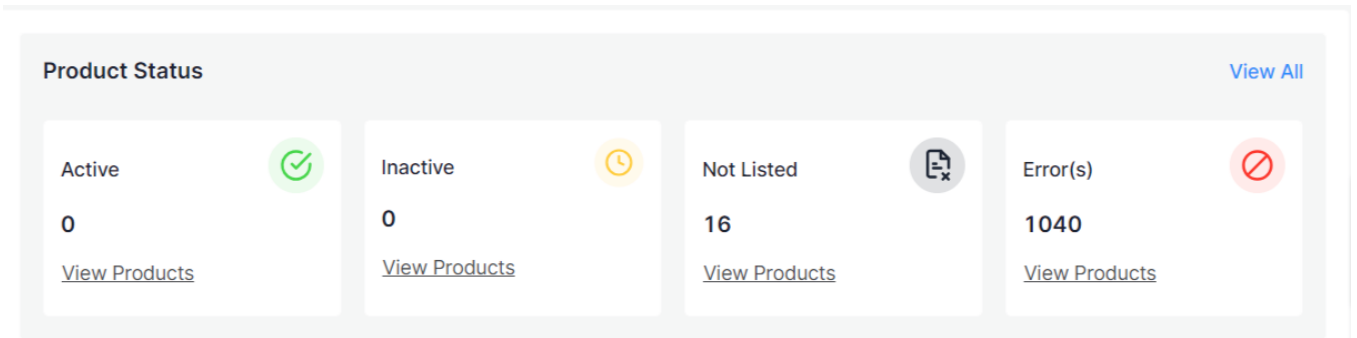 Product Status
View All
Active
0
View Products
Inactive
0
View Products
Not Listed
16
View Products
Error(s)
1040
View Products